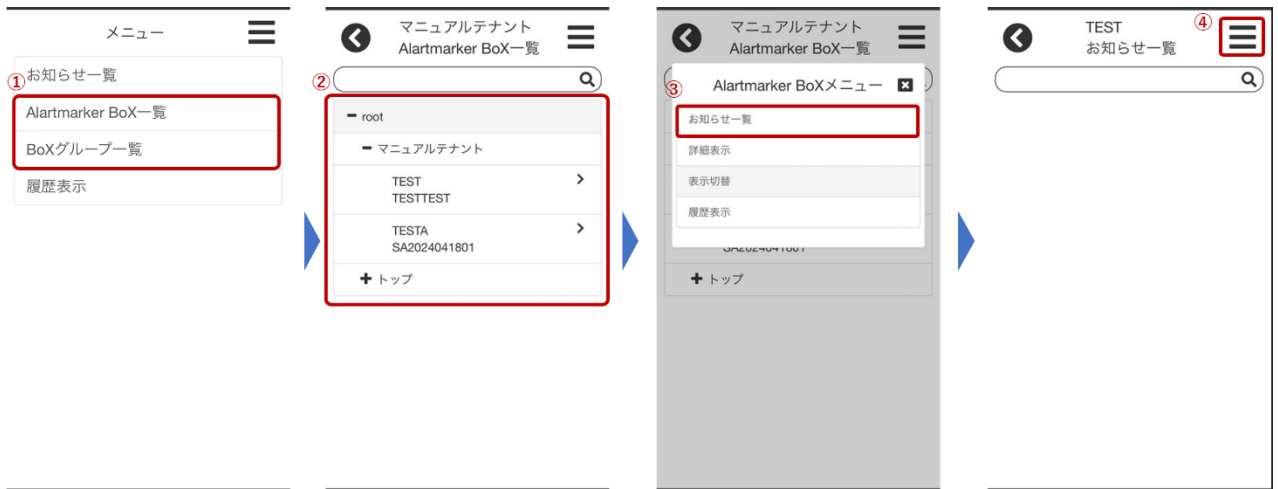 メニュー
①
お知らせ一覧
Alartmarker BoX一覧
BoXグループ一覧
履歴表示
マニュアルテナント
Alartmarker BoX一覧
②
root
マニュアルテナント
TEST
TESTTEST
TESTA
SA2024041801
トップ
マニュアルテナント
Alartmarker BoX一覧
③
Alartmarker BoXメニュー
お知らせ一覧
詳細表示
表示切替
履歴表示
SA2024041801
トップ
④
TEST
お知らせ一覧